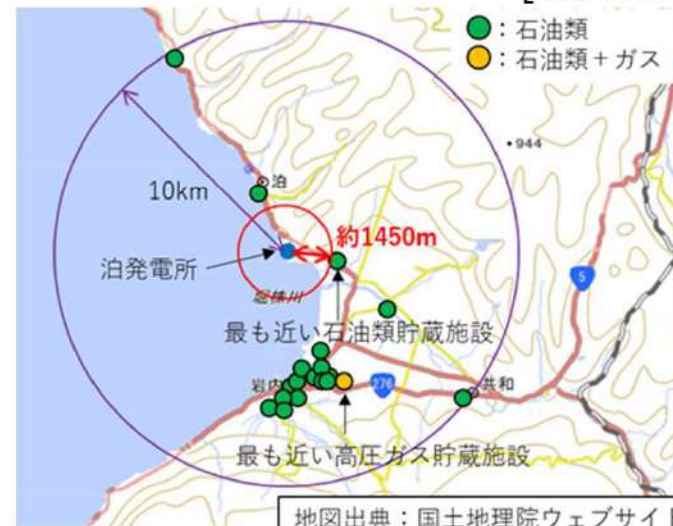 ：石油類
：石油類＋ガス
・944
泊
10km
約1450m
泊発電所
堀株川
5
最も近い石油類貯蔵施設
岩内
276
共和
最も近い高圧ガス貯蔵施設
地図出典：国土地理院ウェブサイト